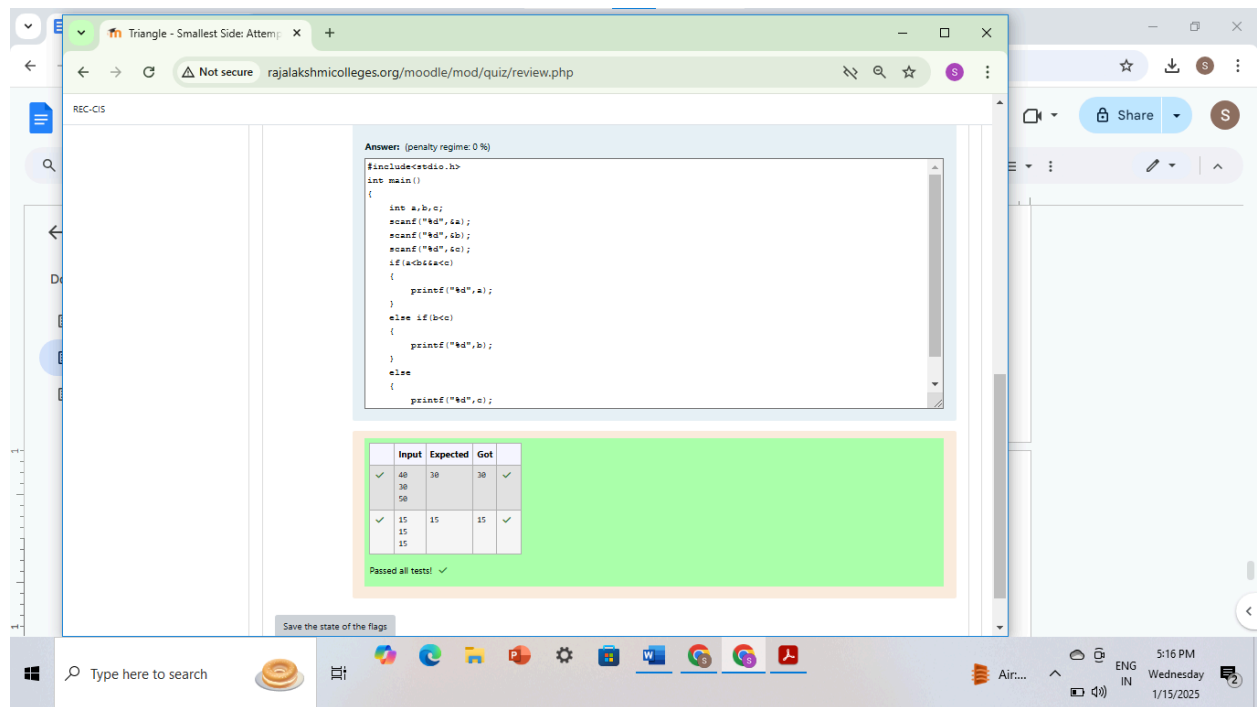 Triangle - Smallest Side: Attemp
Not secure rajalakshmicolleges.org/moodle/mod/quiz/review.php
S
S
REC-CIS
Share
S
Answer: (penalty regime: 0 %)
#include<stdio.h>
int main()
{
int a,b,c;
scanf("%d",&a);
scanf("%d",&b);
scanf("%d",&c);
if(a<b&&a<c)
{
printf("%d",a);
}
else if(b<c)
{
printf("%d",b);
}
else
{
printf("%d",c);
Input Expected Got
40 30 30
30
50
15 15 15
15
15
Passed all tests!
Save the state of the flags
Type here to search
Air:...
ENG
IN
5:16 PM
Wednesday
1/15/2025
2